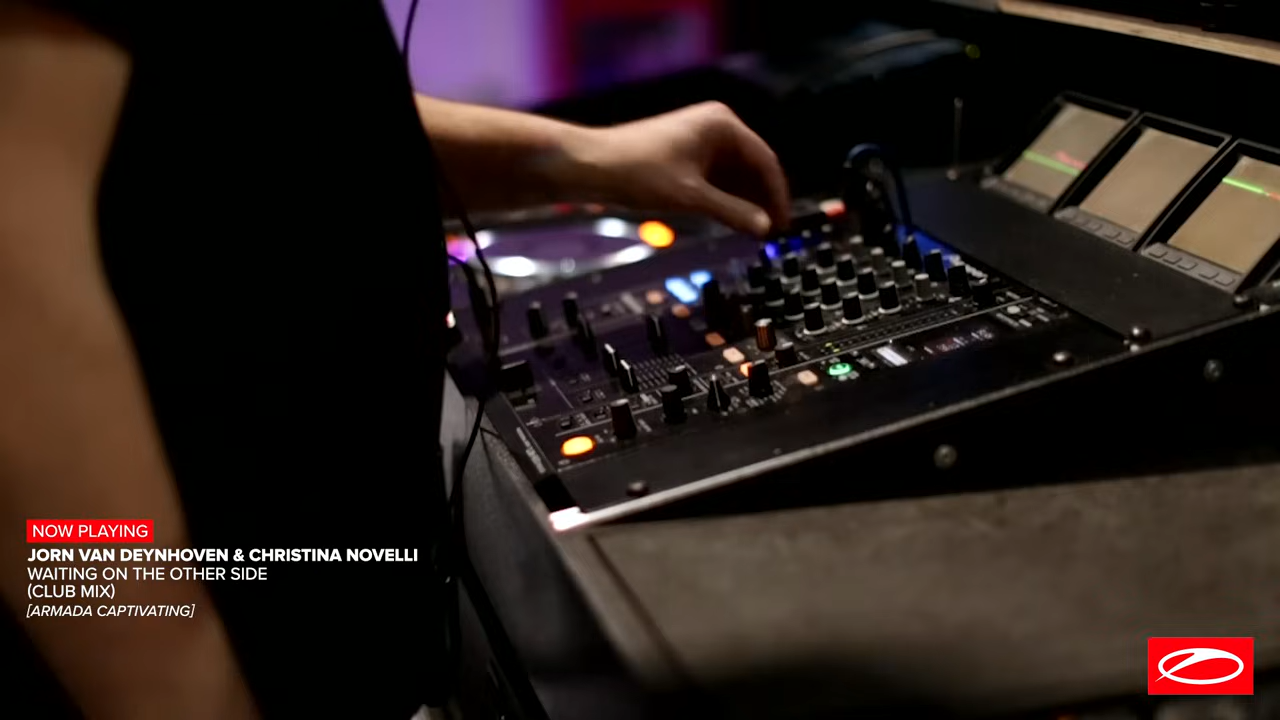 NOW PLAYING
JORN VAN DEYNHOVEN & CHRISTINA NOVELLI
WAITING ON THE OTHER SIDE
(CLUB MIX)
[ARMADA CAPTIVATING]